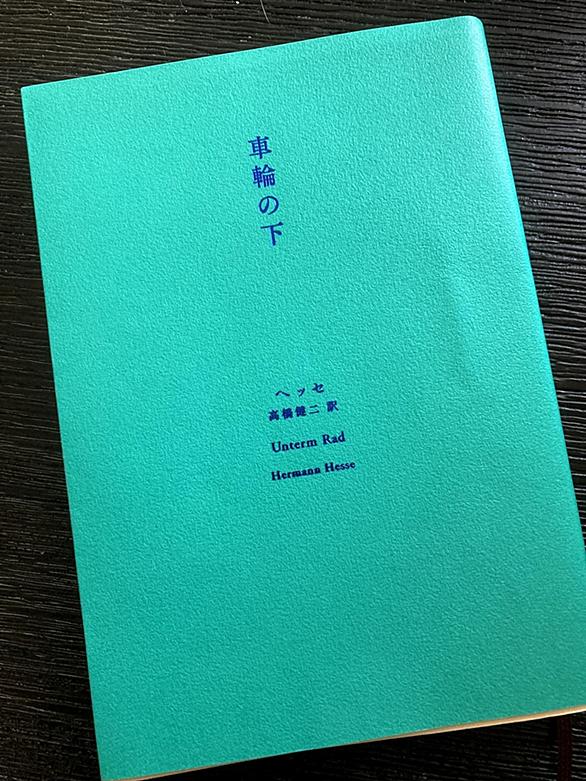 車輪の下
ヘッセ
高橋健二 訳
Unterm Rad
Hermann Hesse